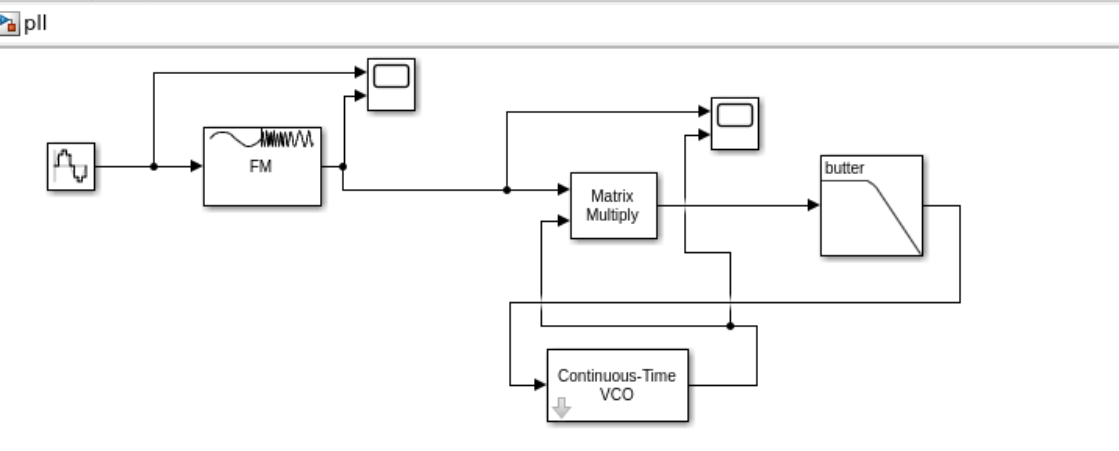 pll
FM
Matrix
Multiply
butter
Continuous-Time
VCO